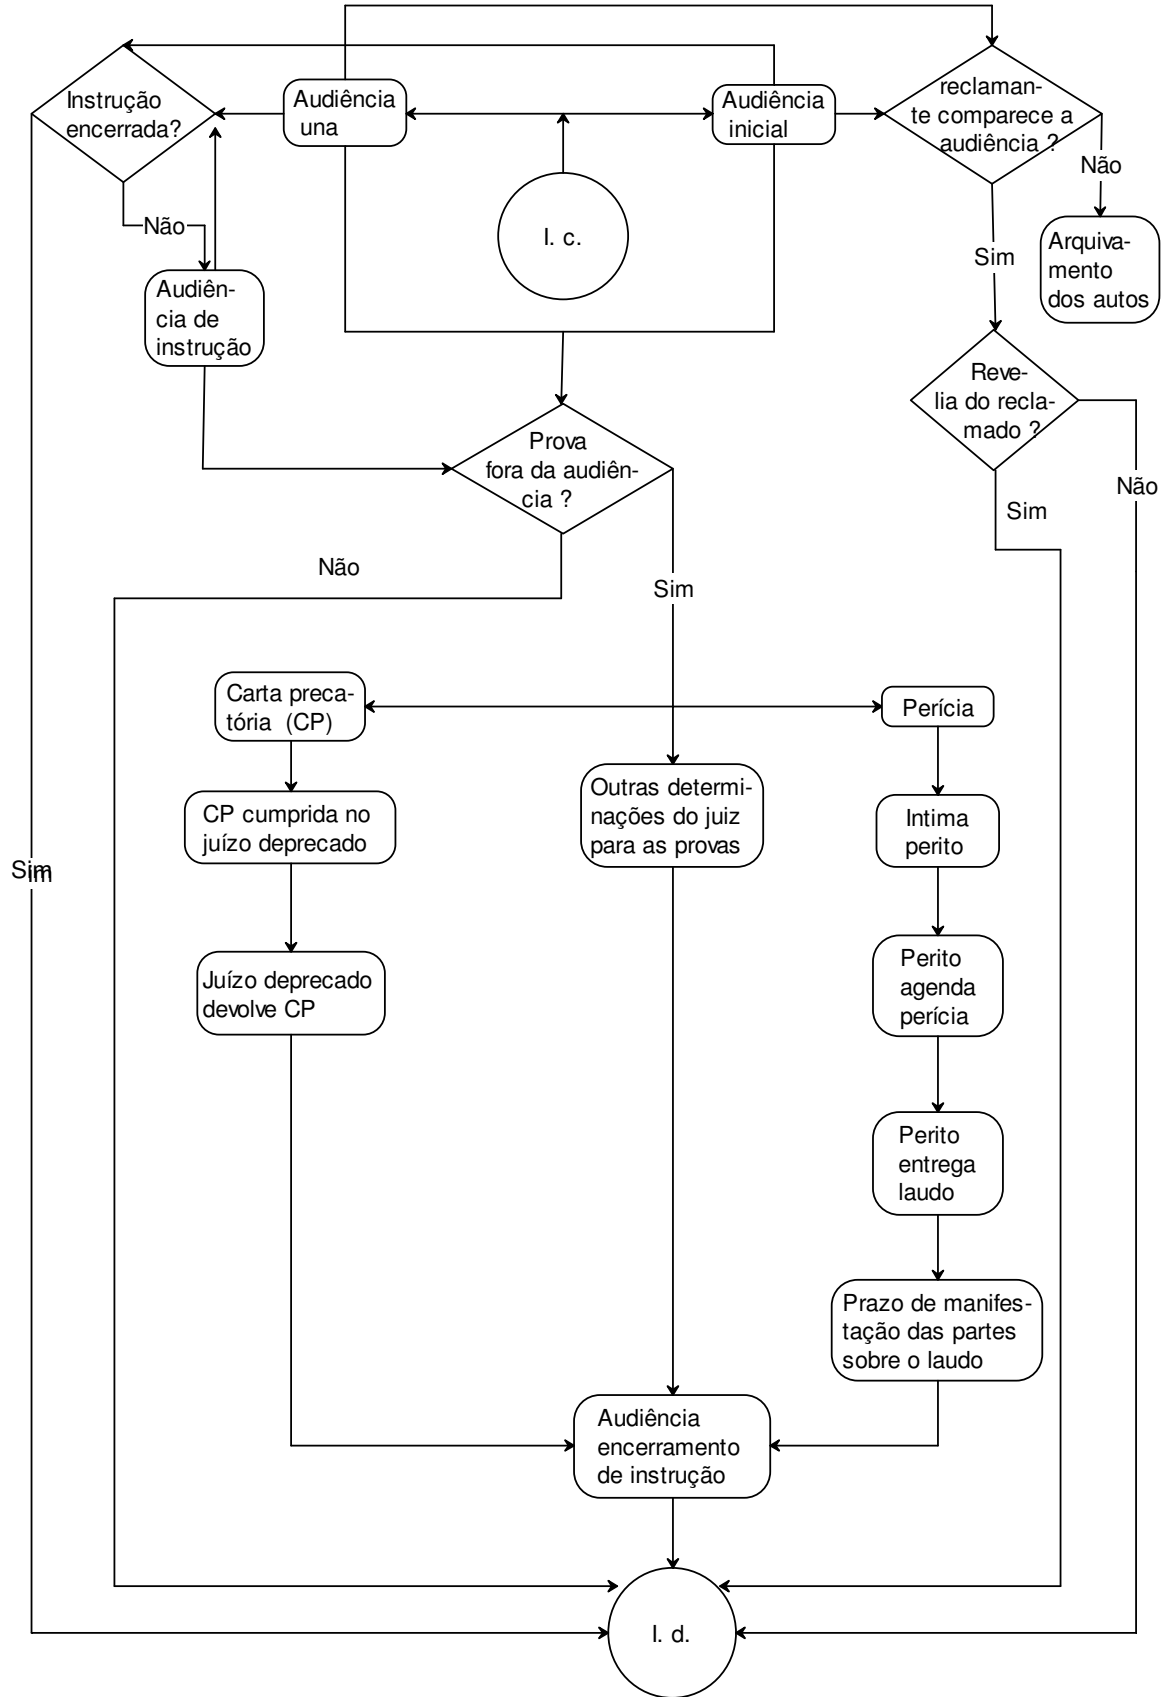 Instrução
encerrada?
Audiência
una
Audiência
inicial
reclaman-
te comparece a
audiência ?
Não
Arquiva-
mento
dos autos
I. c.
Não
Audiên-
cia de
instrução
Sim
Reve-
lia do recla-
mado ?
Não
Sim
Prova
fora da audiên-
cia ?
Não
Sim
Carta preca-
tória (CP)
Perícia
Outras determi-
nações do juiz
para as provas
CP cumprida no
juízo deprecado
Intima
perito
Sim
Juízo deprecado
devolve CP
Perito
agenda
perícia
Perito
entrega
laudo
Prazo de manifes-
tação das partes
sobre o laudo
Audiência
encerramento
de instrução
I. d.